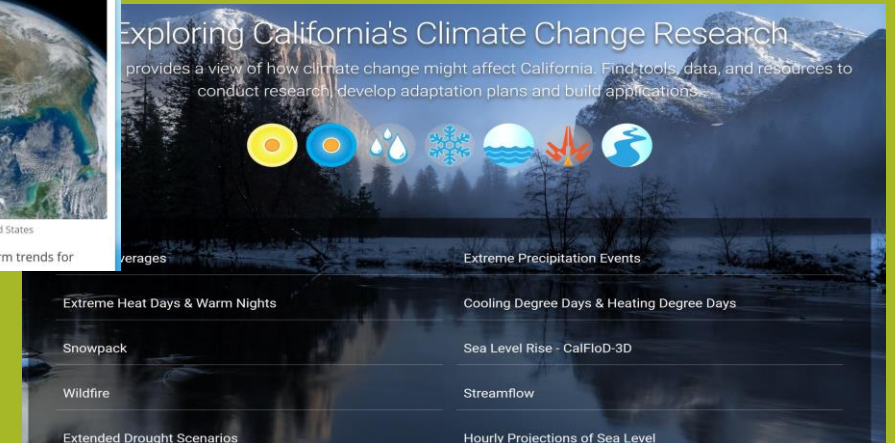 Exploring California's Climate Change Research
provides a view of how climate change might affect California. Find tools, data, and resources to
conduct research, develop adaptation plans and build applications.
d States
rm trends for
verages
Extreme Precipitation Events
Extreme Heat Days & Warm Nights
Cooling Degree Days & Heating Degree Days
Snowpack
Sea Level Rise - CalFloD-3D
Wildfire
Streamflow
Extended Drought Scenarios
Hourly Projections of Sea Level